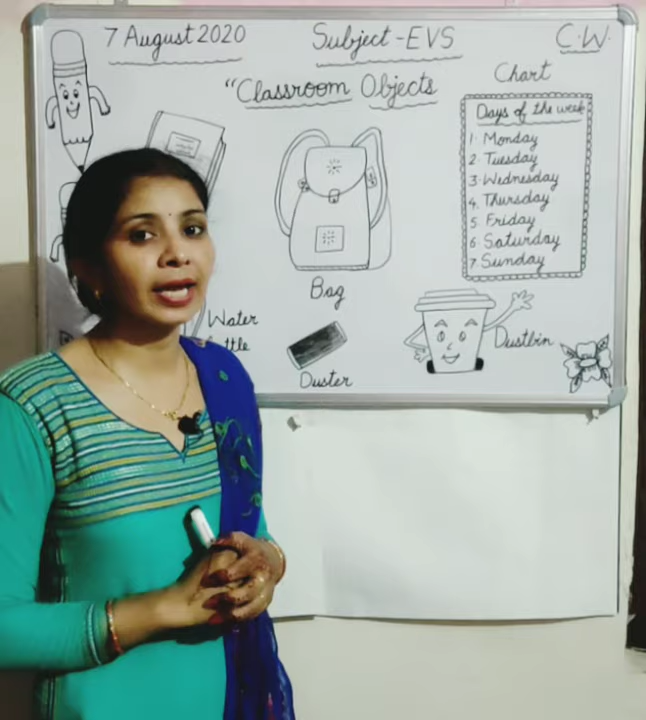 7 August 2020
Subject-EVS
C.W.
"Classroom Objects
Chart
Days of the week
1. Monday
2. Tuesday
3. Wednesday
4. Thursday
5. Friday
6. Saturday
7 Sunday
Bag
Water
ttle
Duster
Dustbin